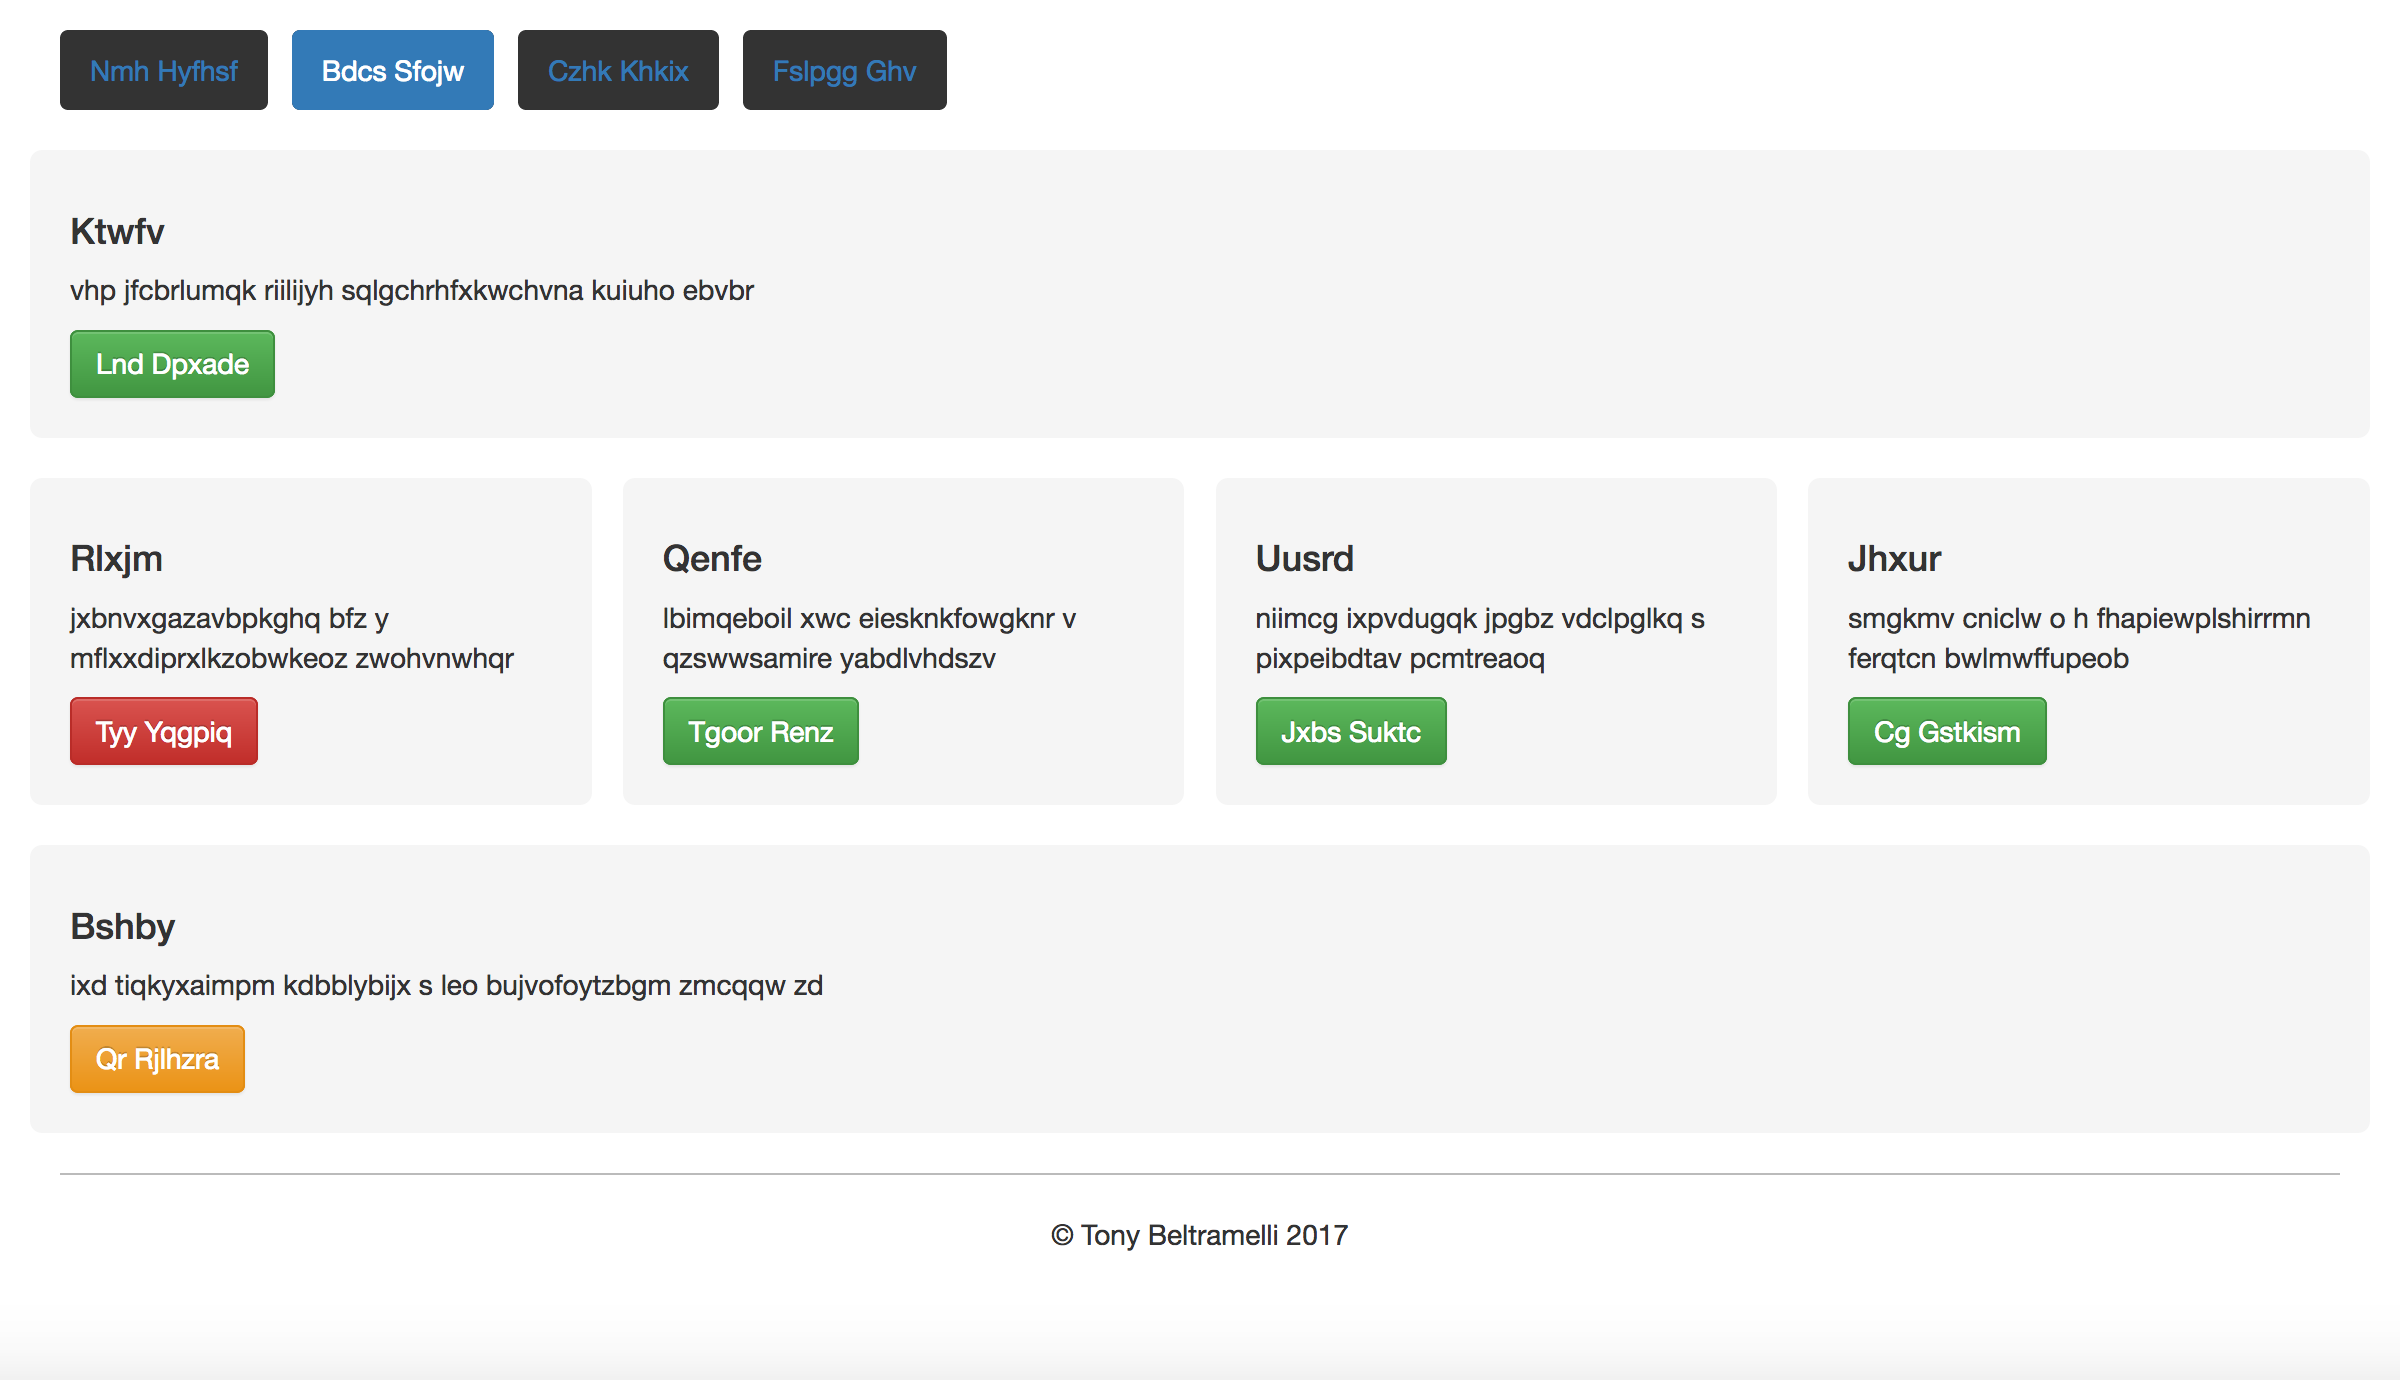 Nmh Hyfhsf
Bdcs Sfojw
Czhk Khkix
Fslpgg Ghv
Ktwfv
vhp jfcbrlumqk riilijyh sqlgchrhfxkwchvna kuiuho ebvbr
Lnd Dpxade
Rlxjm
jxbnvxgazavbpkghq bfz y
mflxxdiprxlkzobwkeoz zwohvnwhqr
Tyy Yqgpiq
Qenfe
lbimqeboil xwc eiesknkfowgknr v
qzswwsamire yabdlvhdszv
Tgoor Renz
Uusrd
niimcg ixpvdugqk jpgbz vdclpglkq s
pixpeibdtav pcmtreaoq
Jxbs Suktc
Jhxur
smgkmv cniclw o h fhapiewplshirrmn
ferqtcn bwlmwffupeob
Cg Gstkism
Bshby
ixd tiqkyxaimpm kdbblybijx s leo bujvofoytzbgm zmcqqw zd
Qr Rjlhzra
© Tony Beltramelli 2017